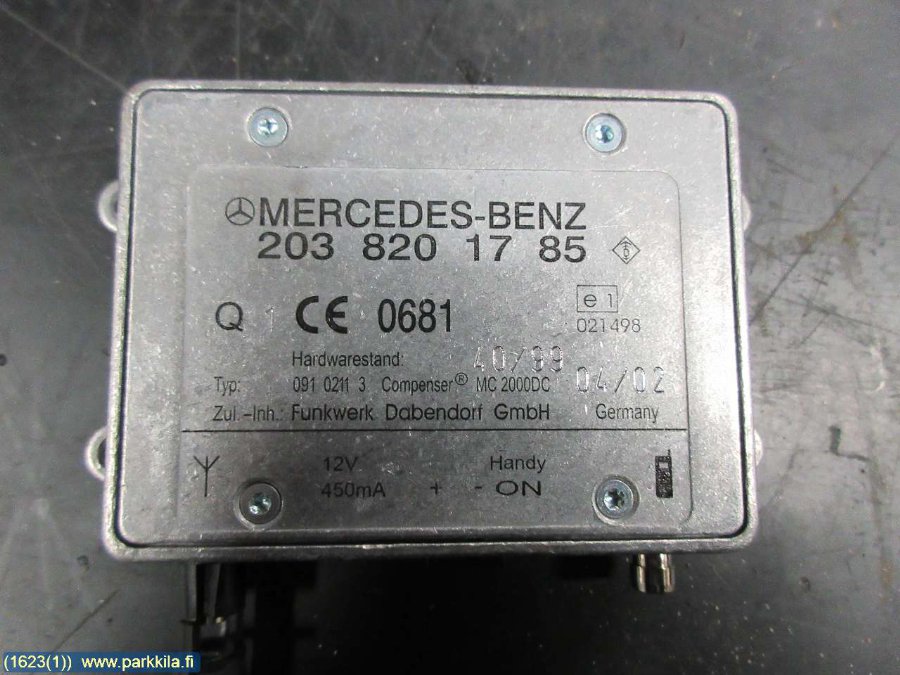 MERCEDES-BENZ
203 820 17 85
Q 1 CE 0681 e1
021498
Hardwarestand: 40/99
Typ: 091 0211 3 Compenser® MC 2000DC 04/02
Zul.-Inh.: Funkwerk Dabendorf GmbH Germany
12V Handy
450mA + - ON
(1623(1)) www.parkkila.fi